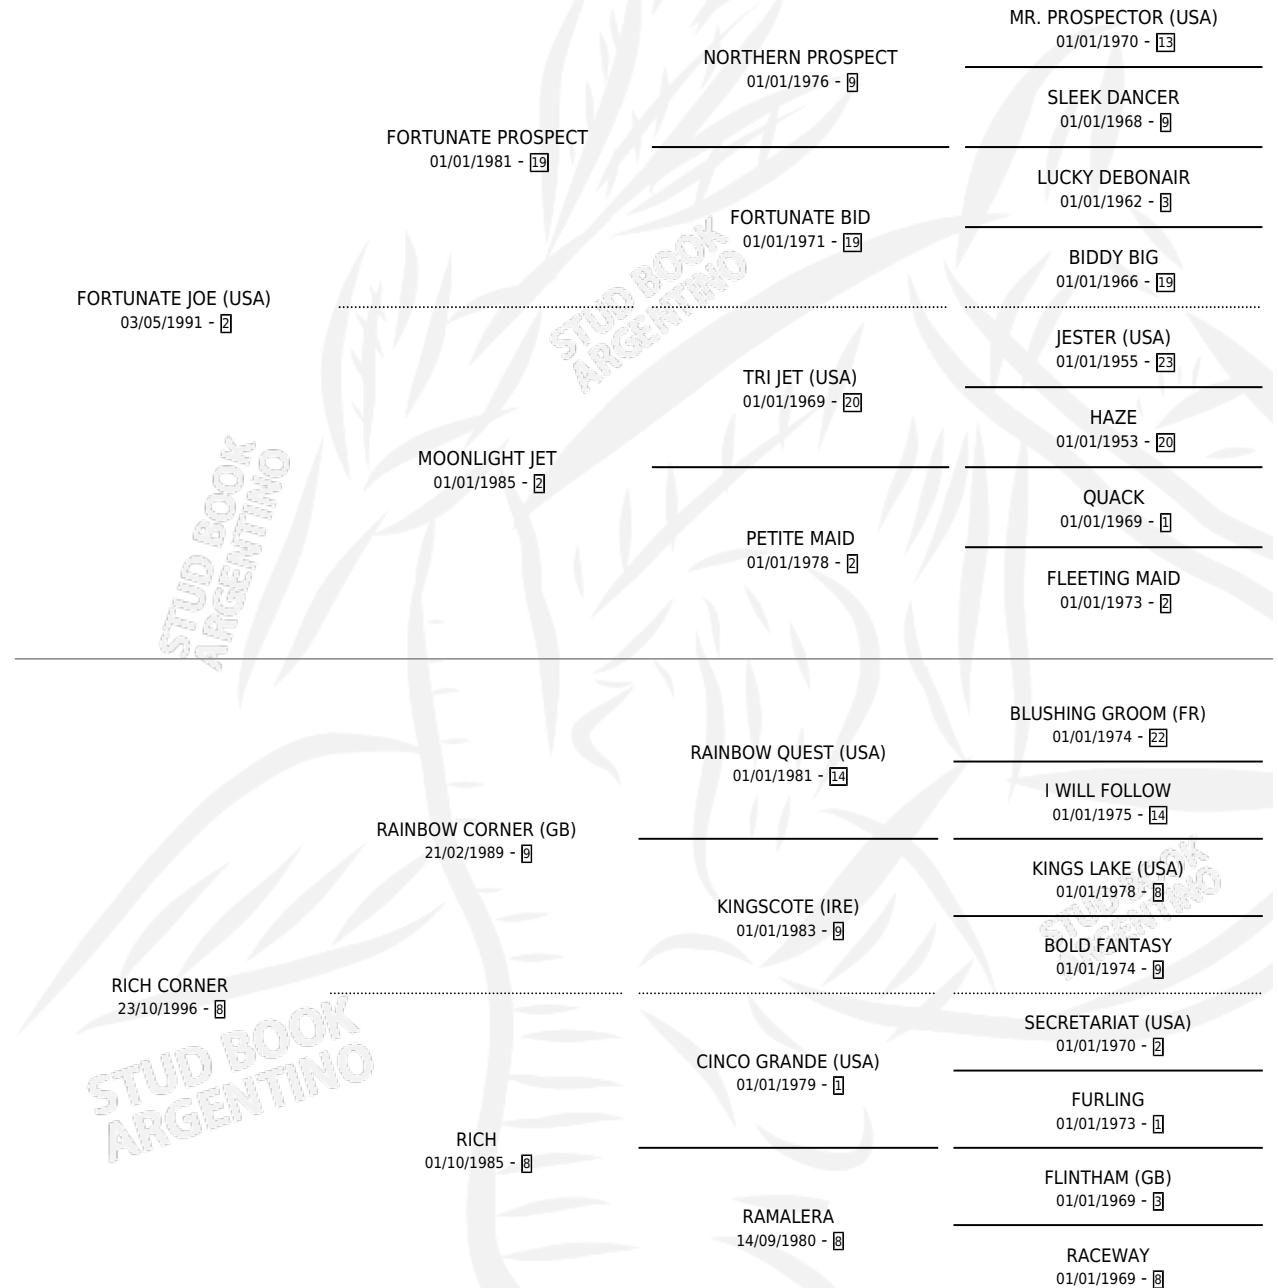 MR. PROSPECTOR (USA)
01/01/1970 - 13
NORTHERN PROSPECT
01/01/1976 - 9
SLEEK DANCER
01/01/1968 - 9
FORTUNATE PROSPECT
01/01/1981 - 19
LUCKY DEBONAIR
01/01/1962 - 3
FORTUNATE BID
01/01/1971 - 19
BIDDY BIG
01/01/1966 - 19
FORTUNATE JOE (USA)
03/05/1991 - 2
JESTER (USA)
01/01/1955 - 23
TRI JET (USA)
01/01/1969 - 20
HAZE
01/01/1953 - 20
MOONLIGHT JET
01/01/1985 - 2
QUACK
01/01/1969 - 1
PETITE MAID
01/01/1978 - 2
FLEETING MAID
01/01/1973 - 2
BLUSHING GROOM (FR)
01/01/1974 - 22
RAINBOW QUEST (USA)
01/01/1981 - 14
I WILL FOLLOW
01/01/1975 - 14
RAINBOW CORNER (GB)
21/02/1989 - 9
KINGS LAKE (USA)
01/01/1978 - 8
KINGSCOTE (IRE)
01/01/1983 - 9
BOLD FANTASY
01/01/1974 - 9
RICH CORNER
23/10/1996 - 8
SECRETARIAT (USA)
01/01/1970 - 2
CINCO GRANDE (USA)
01/01/1979 - 1
FURLING
01/01/1973 - 1
RICH
01/10/1985 - 8
FLINTHAM (GB)
01/01/1969 - 3
RAMALERA
14/09/1980 - 8
RACEWAY
01/01/1969 - 8
STUD BOOK
ARGENTINO
STUD BOOK
ARGENTINO
STUD BOOK
ARGENTINO
STUD BOOK
ARGENTINO